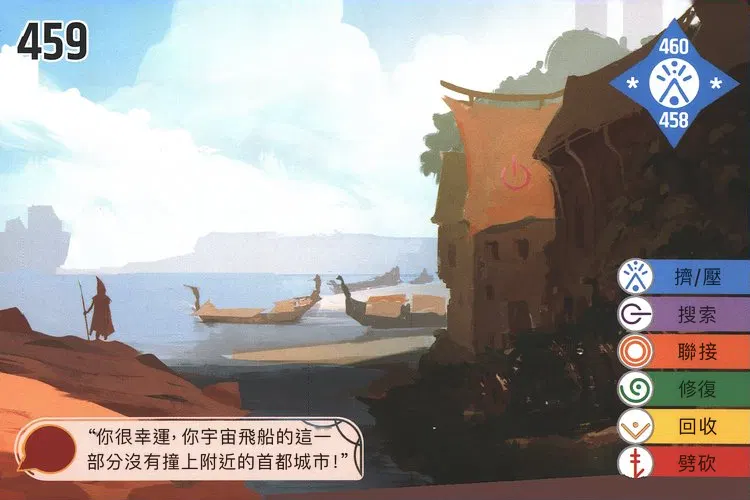 459
460
* *
458
擠/壓
搜索
聯接
修復
回收
劈砍
“你很幸運,你宇宙飛船的這一
部分沒有撞上附近的首都城市!”